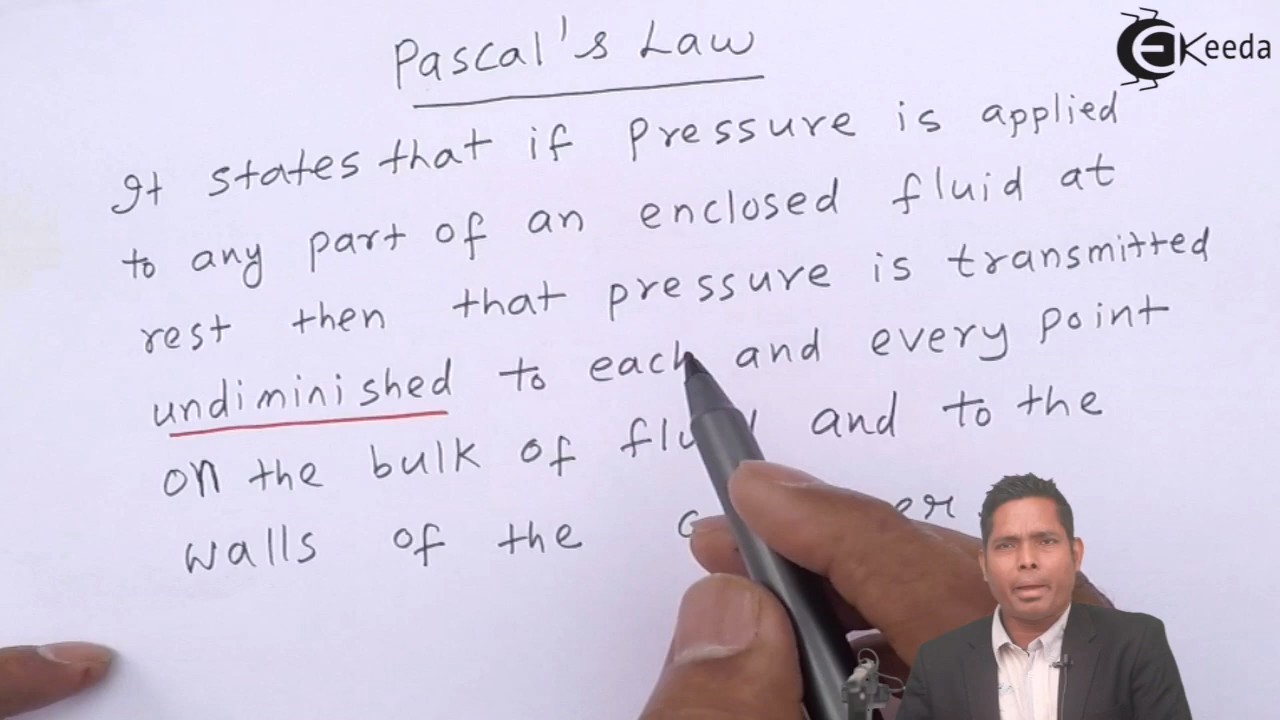 Pascal's Law
Keeda
It states that if Pressure is applied
to any part of an enclosed fluid at
rest then that pressure is transmitted
undiminished to each and every point
on the bulk of and to the
walls of the